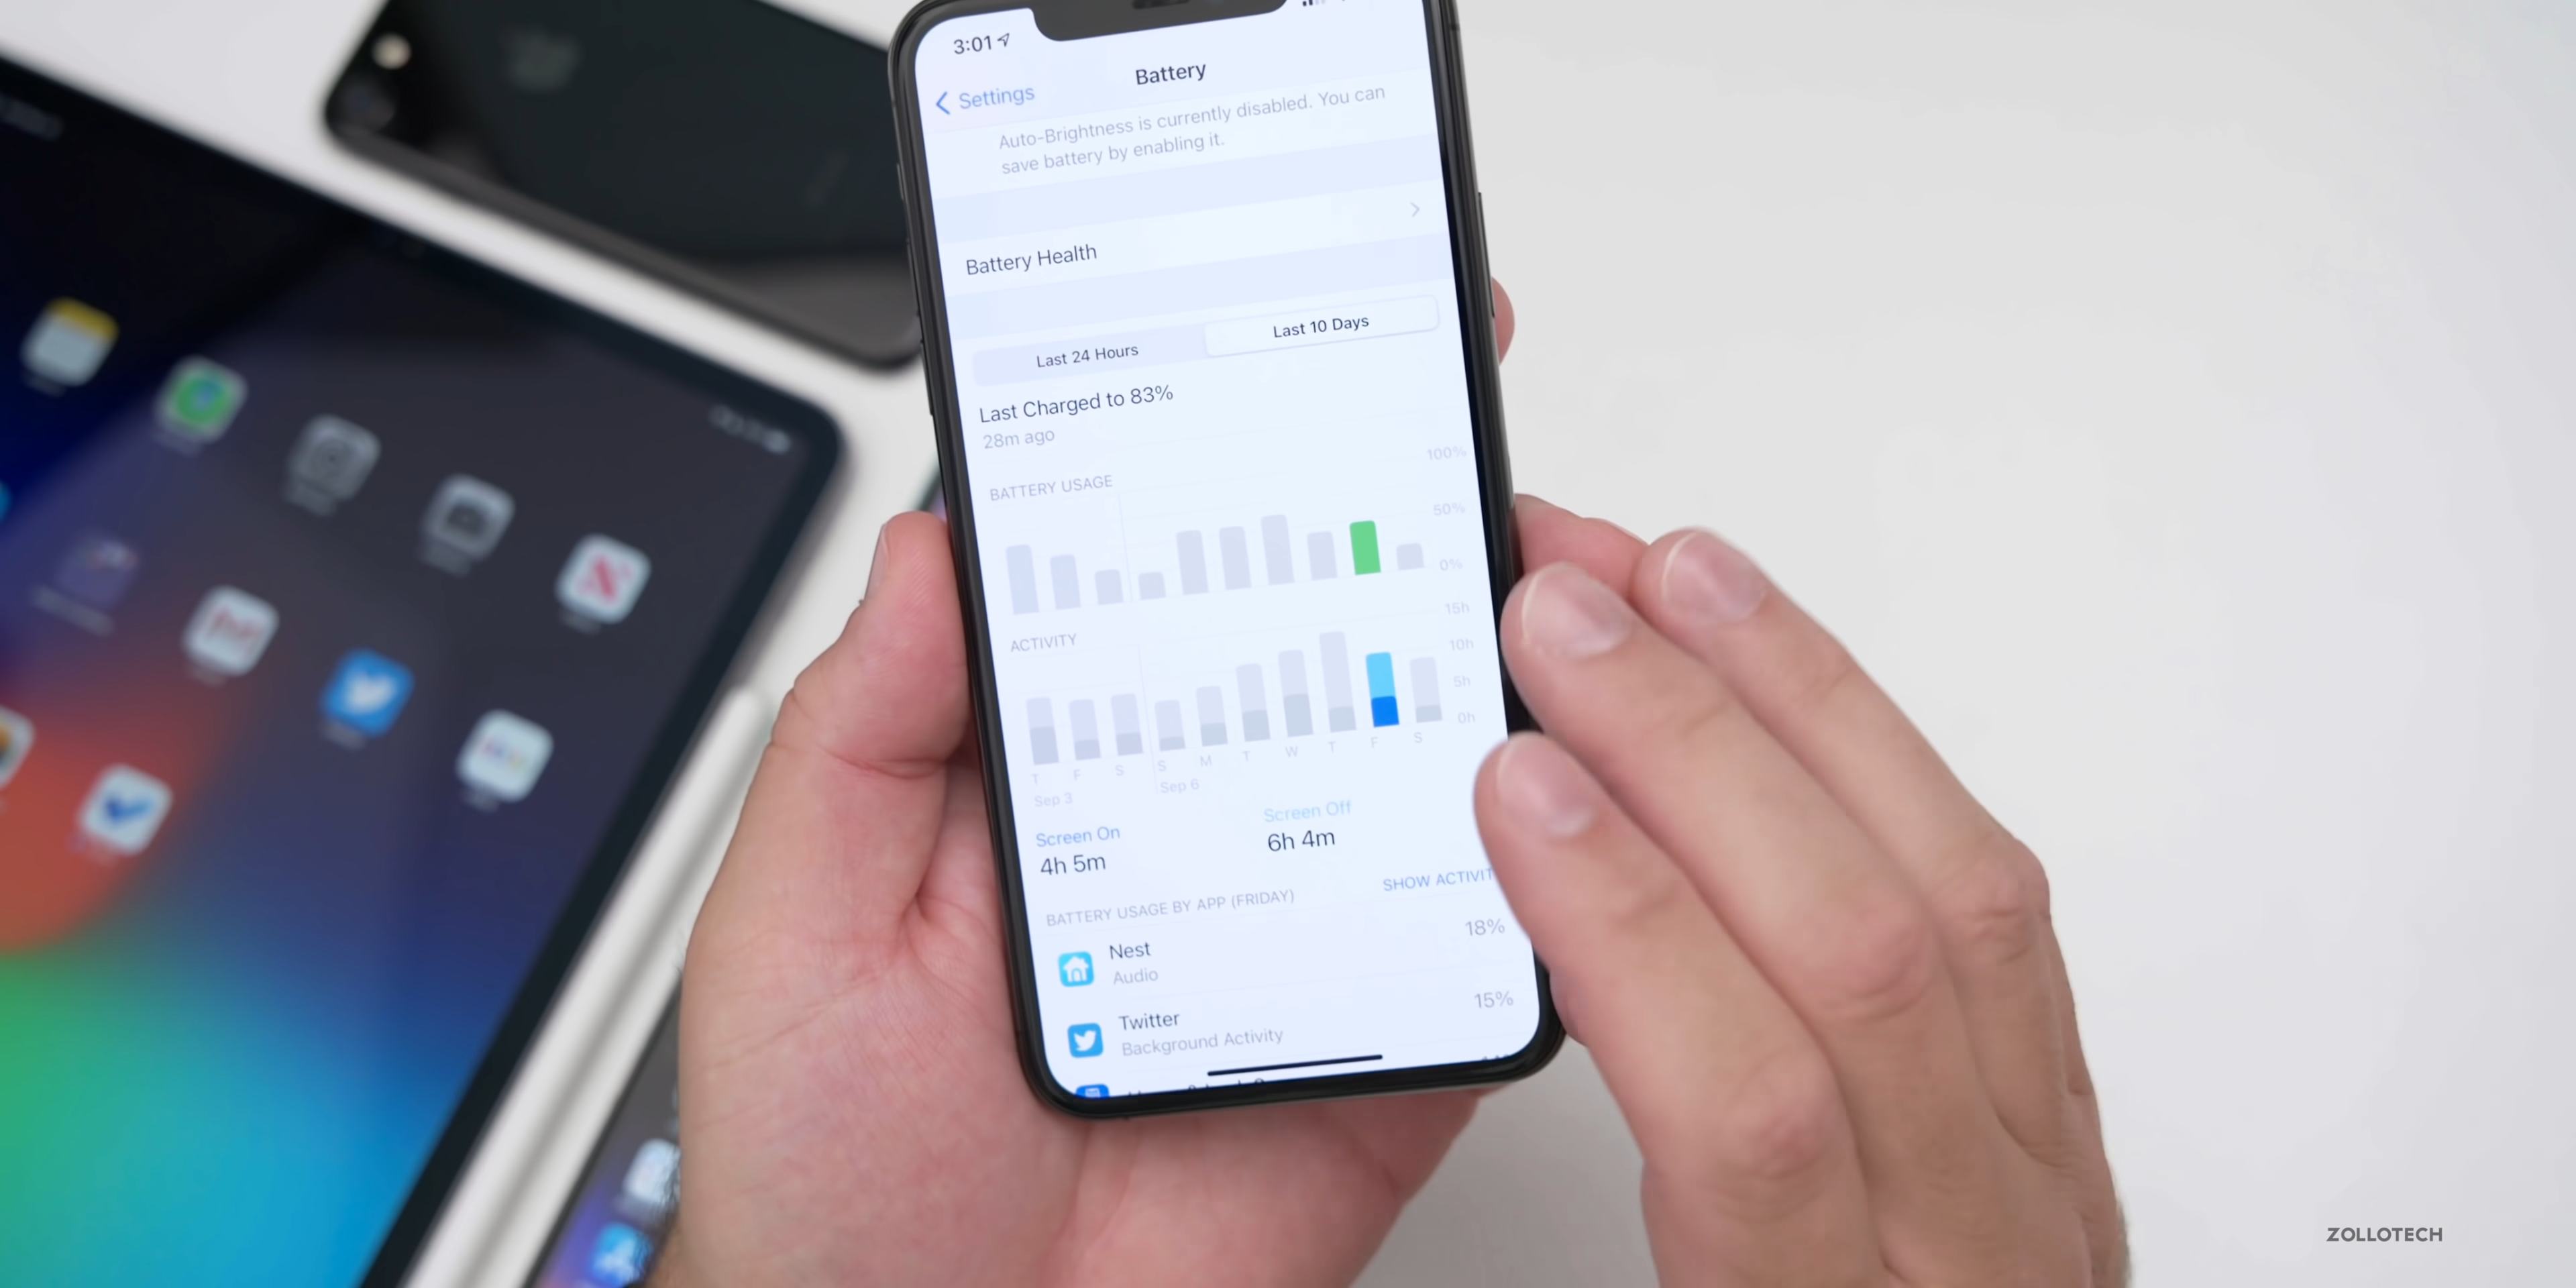 3:01
Settings
Battery
Auto-Brightness is currently disabled. You can
save battery by enabling it.
Battery Health
Last 24 Hours
Last 10 Days
Last Charged to 83%
28m ago
BATTERY USAGE
100%
50%
0%
ACTIVITY
15h
10h
5h
0h
T F S S M T W T F S
Sep 3
Sep 6
Screen On
4h 5m
Screen Off
6h 4m
BATTERY USAGE BY APP (FRIDAY)
SHOW
Nest
18%
Audio
Twitter
15%
Background Activity
ZOLLOTECH